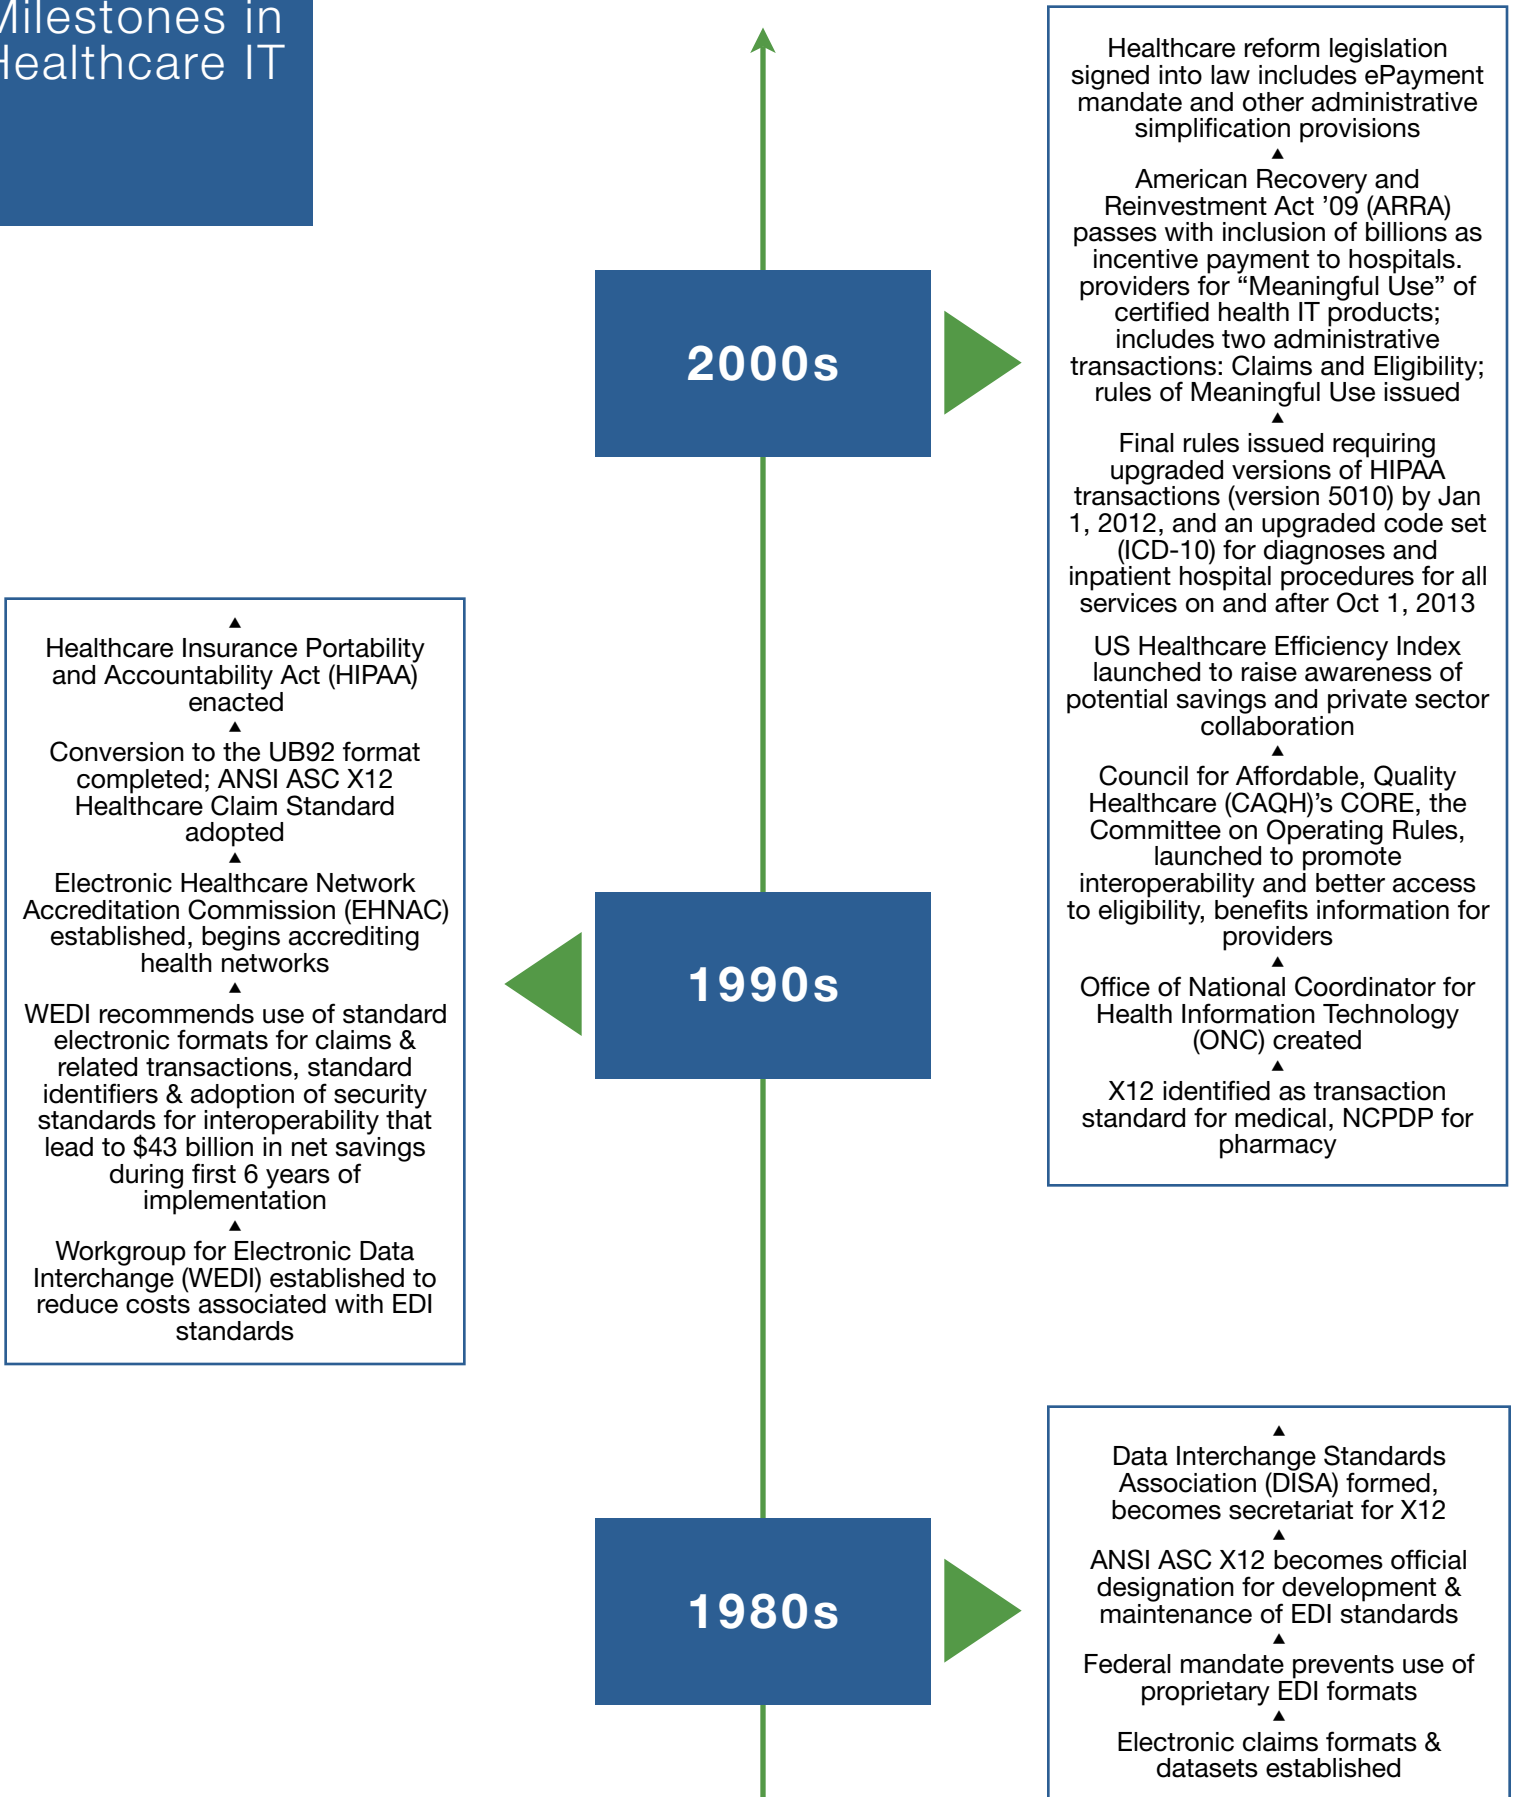 Milestones in
Healthcare IT
Healthcare reform legislation
signed into law includes ePayment
mandate and other administrative
simplification provisions
▲
American Recovery and
Reinvestment Act ’09 (ARRA)
passes with inclusion of billions as
incentive payment to hospitals.
providers for “Meaningful Use” of
certified health IT products;
includes two administrative
transactions: Claims and Eligibility;
rules of Meaningful Use issued
▲
Final rules issued requiring
upgraded versions of HIPAA
transactions (version 5010) by Jan
1, 2012, and an upgraded code set
(ICD-10) for diagnoses and
inpatient hospital procedures for all
services on and after Oct 1, 2013
US Healthcare Efficiency Index
launched to raise awareness of
potential savings and private sector
collaboration
▲
Council for Affordable, Quality
Healthcare (CAQH)’s CORE, the
Committee on Operating Rules,
launched to promote
interoperability and better access
to eligibility, benefits information for
providers
▲
Office of National Coordinator for
Health Information Technology
(ONC) created
▲
X12 identified as transaction
standard for medical, NCPDP for
pharmacy
2000s
▲
Healthcare Insurance Portability
and Accountability Act (HIPAA)
enacted
▲
Conversion to the UB92 format
completed; ANSI ASC X12
Healthcare Claim Standard
adopted
▲
Electronic Healthcare Network
Accreditation Commission (EHNAC)
established, begins accrediting
health networks
▲
WEDI recommends use of standard
electronic formats for claims &
related transactions, standard
identifiers & adoption of security
standards for interoperability that
lead to $43 billion in net savings
during first 6 years of
implementation
▲
Workgroup for Electronic Data
Interchange (WEDI) established to
reduce costs associated with EDI
standards
1990s
1980s
▲
Data Interchange Standards
Association (DISA) formed,
becomes secretariat for X12
▲
ANSI ASC X12 becomes official
designation for development &
maintenance of EDI standards
▲
Federal mandate prevents use of
proprietary EDI formats
▲
Electronic claims formats &
datasets established